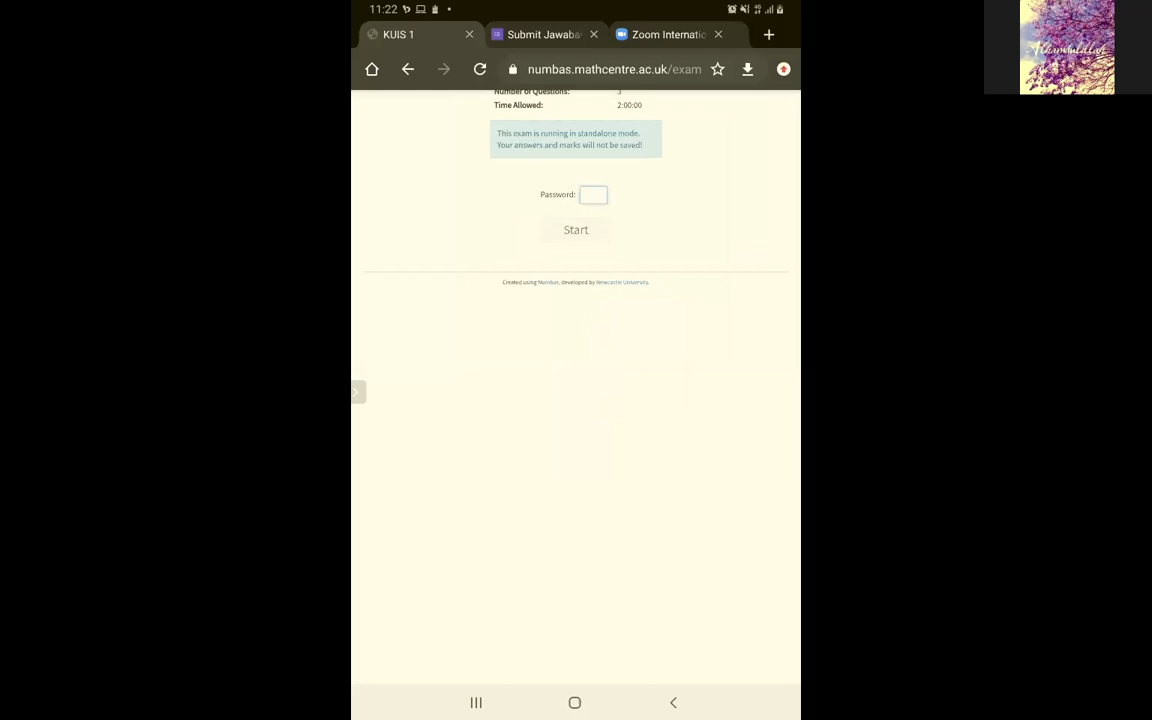 11:22
KUIS 1
Submit Jawaba
Zoom Internatio
numbas.mathcentre.ac.uk/exam
Number of Questions: 3
Time Allowed: 2:00:00
This exam is running in standalone mode.
Your answers and marks will not be saved!
Password:
Start
Created using Numbas, developed by Newcastle University.